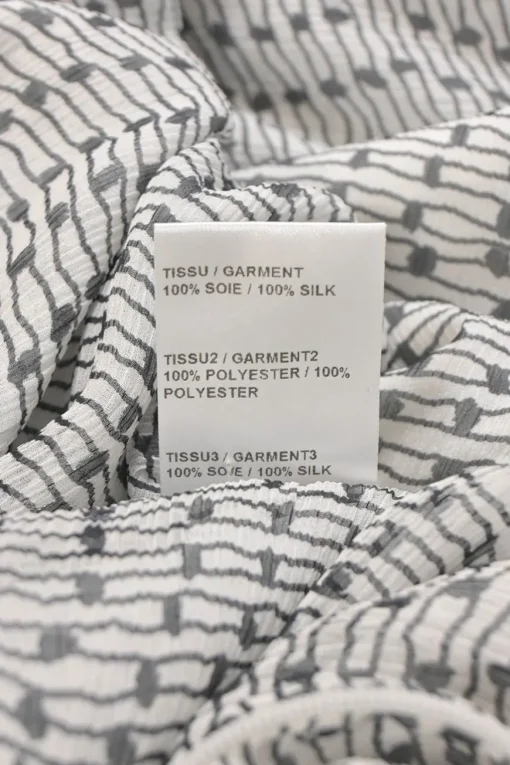 TISSU / GARMENT
100% SOIE / 100% SILK
TISSU2 / GARMENT2
100% POLYESTER / 100%
POLYESTER
TISSU3 / GARMENT3
100% SOIE / 100% SILK